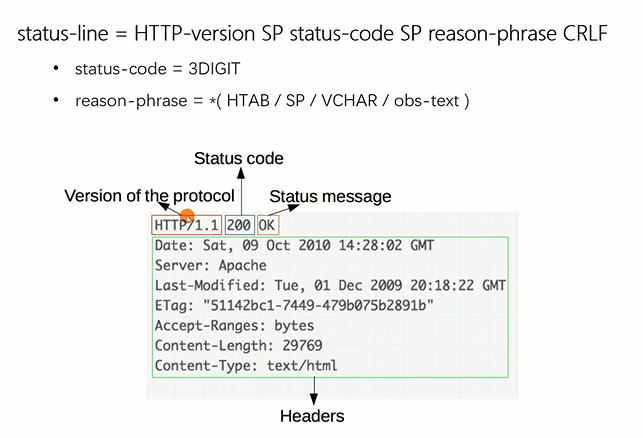 status-line = HTTP-version SP status-code SP reason-phrase CRLF
• status-code = 3DIGIT
• reason-phrase = *( HTAB / SP / VCHAR / obs-text )
Status code
Version of the protocol
Status message
HTTP/1.1 200 OK
Date: Sat, 09 Oct 2010 14:28:02 GMT
Server: Apache
Last-Modified: Tue, 01 Dec 2009 20:18:22 GMT
ETag: "51142bc1-7449-479b075b2891b"
Accept-Ranges: bytes
Content-Length: 29769
Content-Type: text/html
Headers